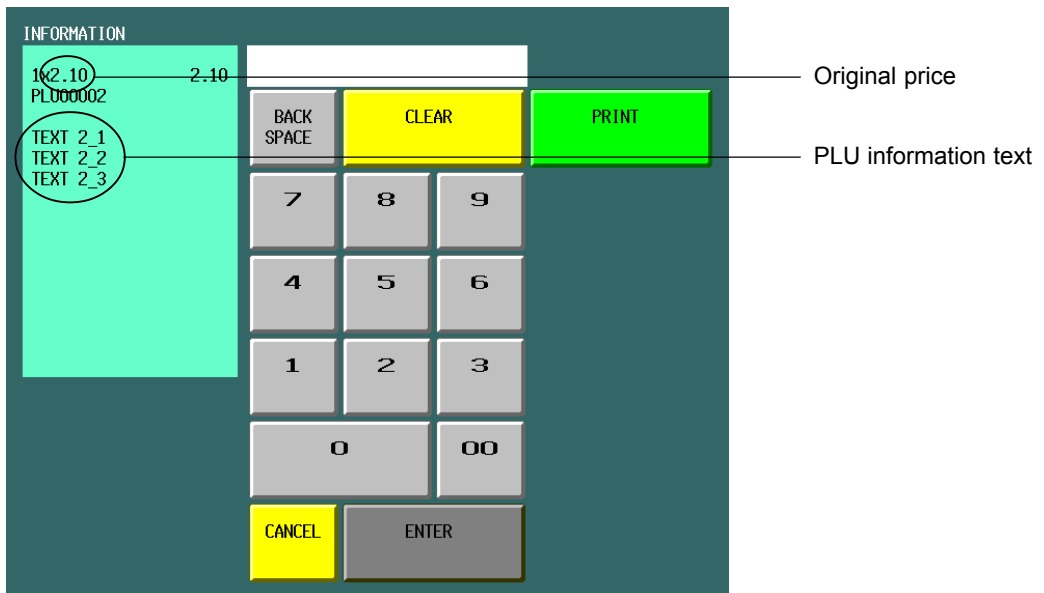 INFORMATION
1x2.10 2.10
PLU00002
TEXT 2_1
TEXT 2_2
TEXT 2_3
BACK
SPACE
CLEAR
PRINT
7 8 9
4 5 6
1 2 3
0 00
CANCEL
ENTER
Original price
PLU information text